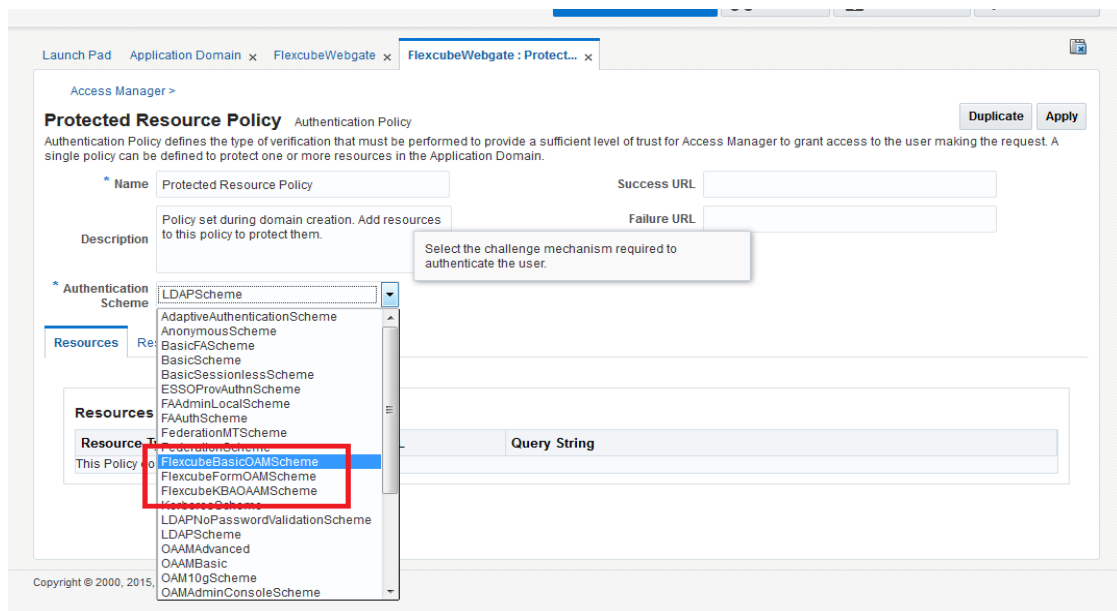 Launch Pad Application Domain x FlexcubeWebgate x FlexcubeWebgate : Protect... x
Access Manager >
Protected Resource Policy Authentication Policy
Duplicate Apply
Authentication Policy defines the type of verification that must be performed to provide a sufficient level of trust for Access Manager to grant access to the user making the request. A
single policy can be defined to protect one or more resources in the Application Domain.
* Name Protected Resource Policy
Success URL
Description Policy set during domain creation. Add resources
to this policy to protect them.
Failure URL
Select the challenge mechanism required to
authenticate the user.
* Authentication
Scheme
LDAPScheme
AdaptiveAuthenticationScheme
AnonymousScheme
BasicFAScheme
BasicScheme
BasicSessionlessScheme
ESSOProvAuthnScheme
FAAdminLocalScheme
FAAuthScheme
FederationMTScheme
FederationScheme
FlexcubeBasicOAMScheme
FlexcubeFormOAMScheme
FlexcubeKBAOAAMScheme
KerberosScheme
LDAPNoPasswordValidationScheme
LDAPScheme
OAAMAdvanced
OAAMBasic
OAM10gScheme
OAMAdminConsoleScheme
Resources
Resources
Resource Query String
This Policy
Copyright © 2000, 2015,